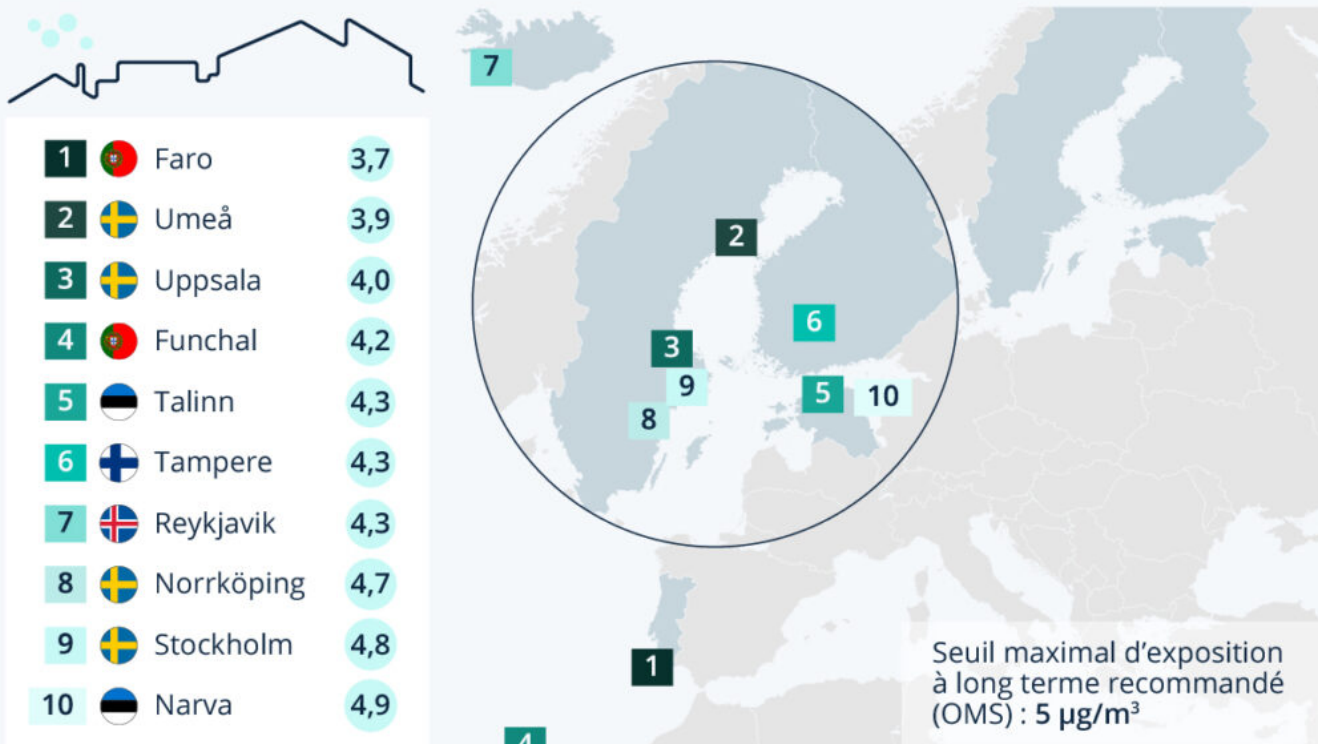 1 Faro 3,7
2 Umeå 3,9
3 Uppsala 4,0
4 Funchal 4,2
5 Talinn 4,3
6 Tampere 4,3
7 Reykjavik 4,3
8 Norrköping 4,7
9 Stockholm 4,8
10 Narva 4,9
7
2
6
3
9
5
10
8
1
4
Seuil maximal d’exposition
à long terme recommandé
(OMS) : 5 µg/m³